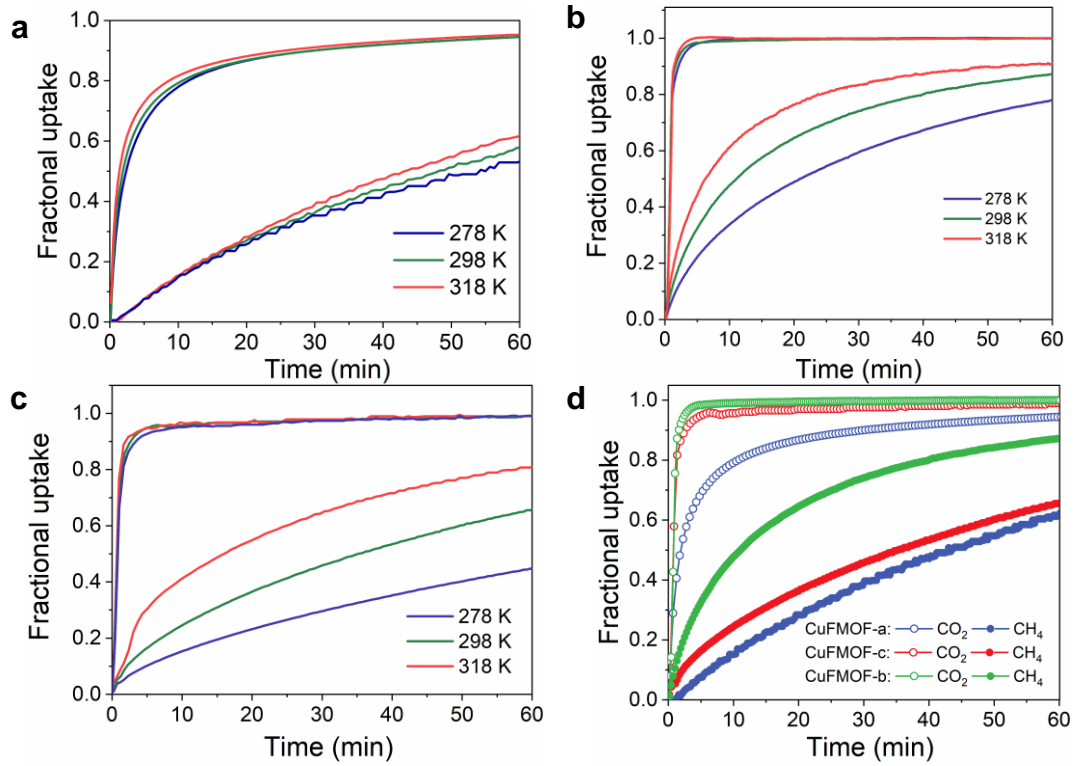 a
Fractonal uptake
1.0
0.8
0.6
0.4
0.2
0.0
278 K
298 K
318 K
0 10 20 30 40 50 60
Time (min)
b
Fractional uptake
1.0
0.8
0.6
0.4
0.2
0.0
278 K
298 K
318 K
0 10 20 30 40 50 60
Time (min)
c
Fractional uptake
1.0
0.8
0.6
0.4
0.2
0.0
278 K
298 K
318 K
0 10 20 30 40 50 60
Time (min)
d
Fractional uptake
1.0
0.8
0.6
0.4
0.2
0.0
CuFMOF-a: CO₂ CH₄
CuFMOF-c: CO₂ CH₄
CuFMOF-b: CO₂ CH₄
0 10 20 30 40 50 60
Time (min)